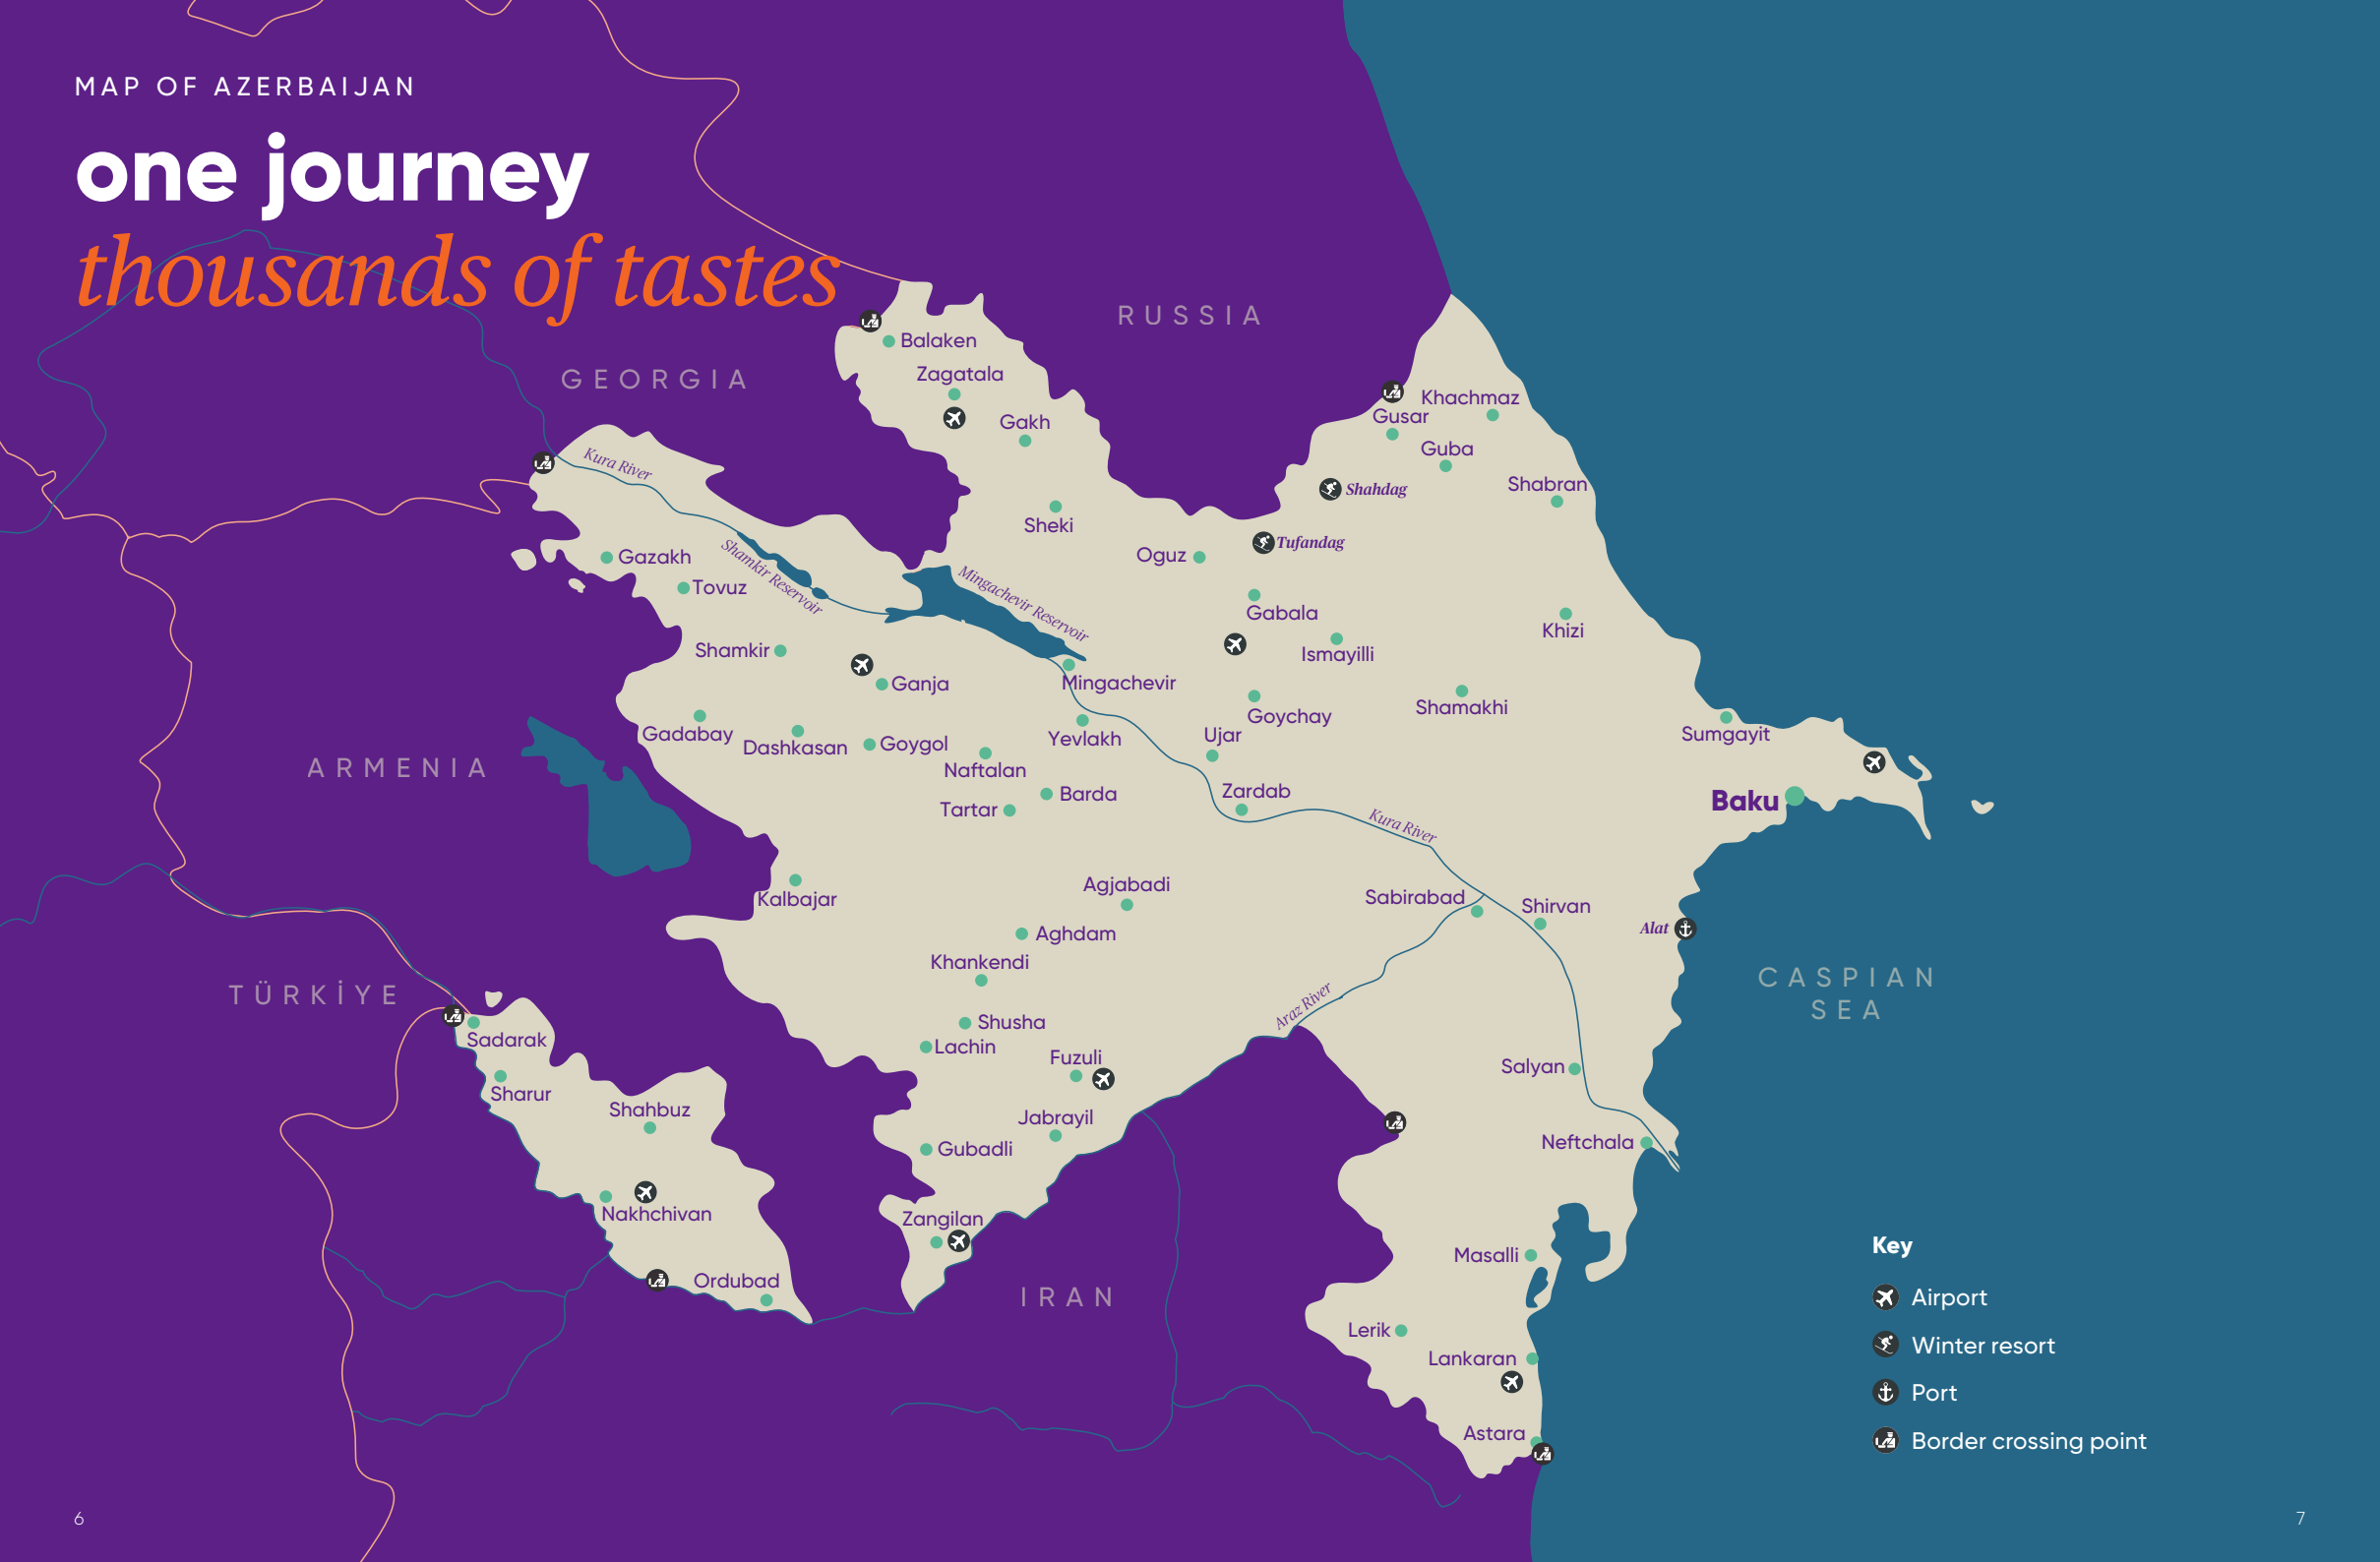 MAP OF AZERBAIJAN
one journey
thousands of tastes
RUSSIA
GEORGIA
ARMENIA
TÜRKİYE
IRAN
CASPIAN
SEA
Balaken
Zagatala
Gakh
Sheki
Khachmaz
Gusar
Guba
Shabran
Shahdag
Tufandag
Oguz
Gabala
Ismayilli
Khizi
Kura River
Shamkir Reservoir
Mingachevir Reservoir
Gazakh
Tovuz
Shamkir
Ganja
Mingachevir
Goychay
Shamakhi
Sumgayit
Gadabay
Dashkasan
Goygol
Yevlakh
Ujar
Naftalan
Barda
Tartar
Zardab
Baku
Kura River
Kalbajar
Agjabadi
Sabirabad
Shirvan
Alat
Aghdam
Khankendi
Araz River
Shusha
Lachin
Fuzuli
Salyan
Jabrayil
Gubadli
Neftchala
Zangilan
Sadarak
Sharur
Shahbuz
Nakhchivan
Ordubad
Masalli
Lerik
Lankaran
Astara
Key
Airport
Winter resort
Port
Border crossing point
6
7